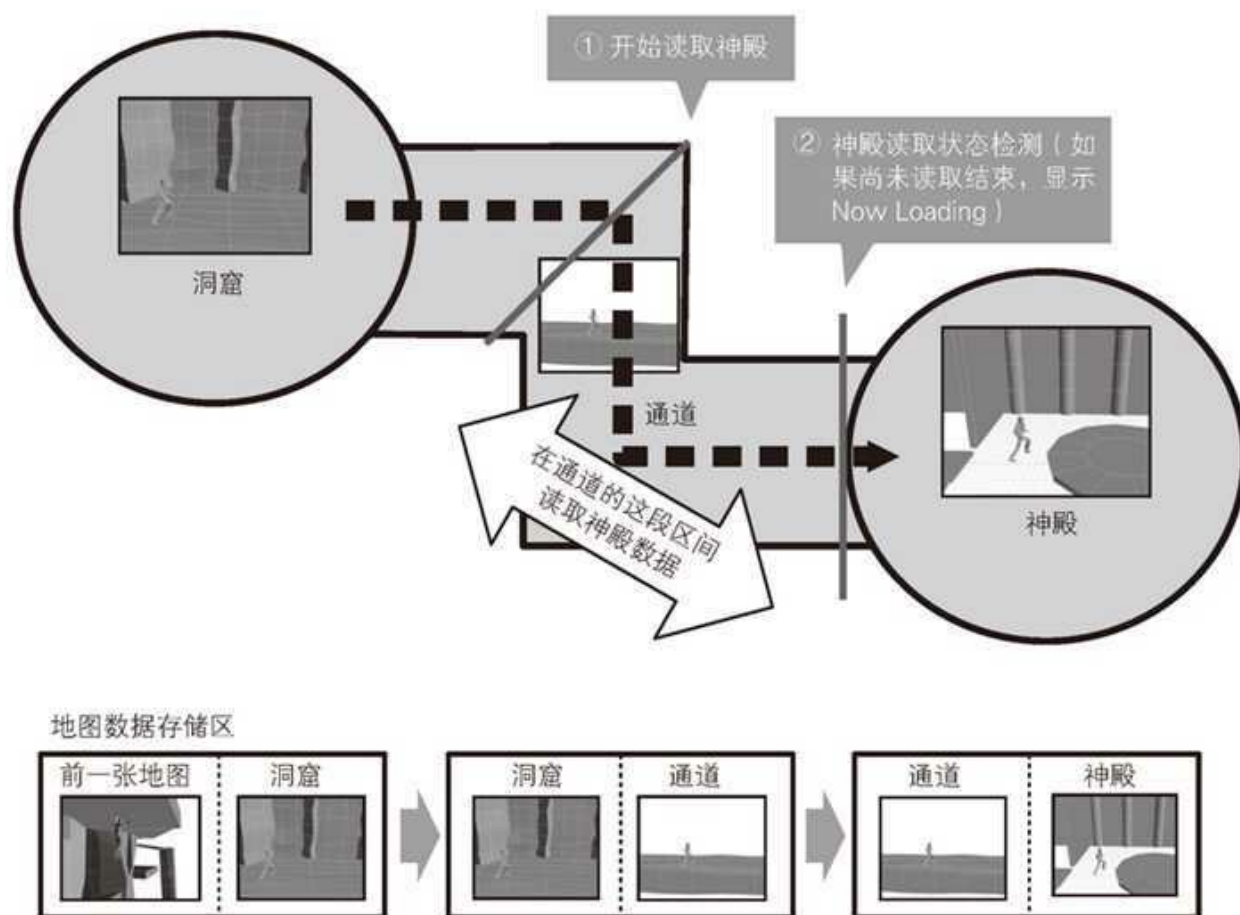 ① 开始读取神殿
② 神殿读取状态检测（如
果尚未读取结束，显示
Now Loading）
洞窟
通道
在通道的这段区间
读取神殿数据
神殿
地图数据存储区
前一张地图
洞窟
洞窟
通道
通道
神殿